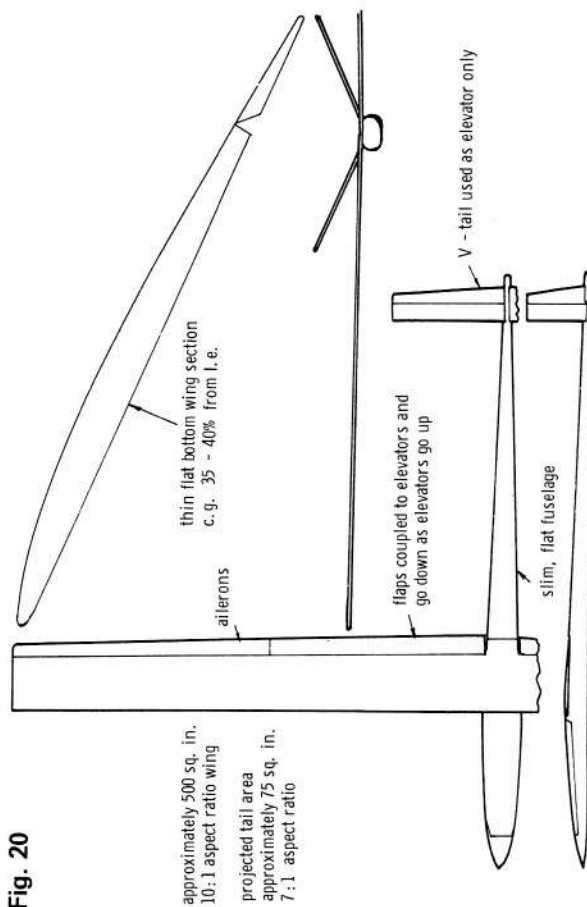 Fig. 20
approximately 500 sq. in.
10:1 aspect ratio wing
projected tail area
approximately 75 sq. in.
7:1 aspect ratio
thin flat bottom wing section
c.g. 35 - 40% from l.e.
ailerons
flaps coupled to elevators and
go down as elevators go up
slim, flat fuselage
V - tail used as elevator only